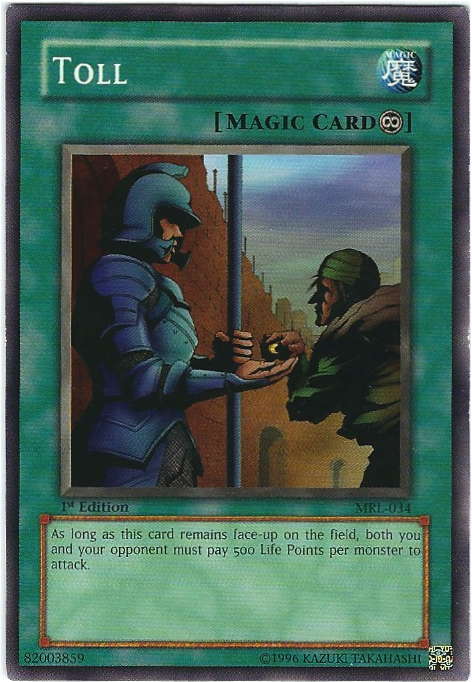 TOLL
MAGIC
魔
[MAGIC CARD♾]
1st Edition
MRL-034
As long as this card remains face-up on the field, both you
and your opponent must pay 500 Life Points per monster to
attack.
82003859
©1996 KAZUKI TAKAHASHI